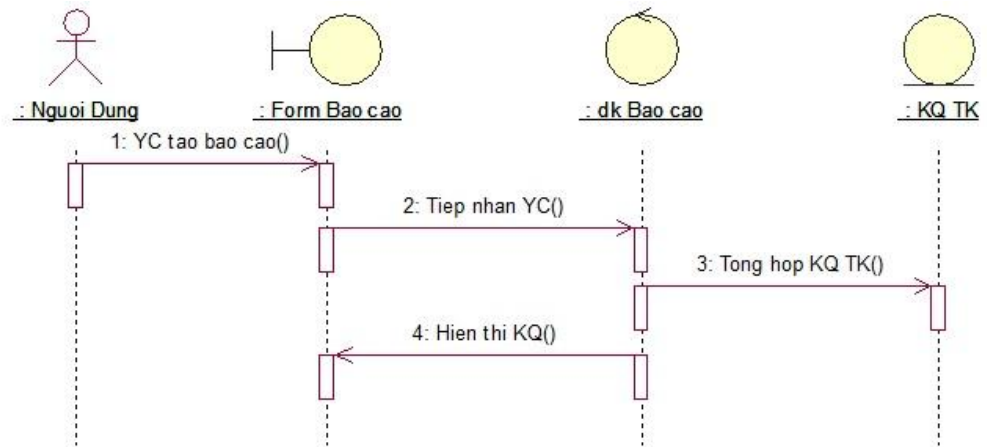 : Nguoi Dung
: Form Bao cao
: dk Bao cao
: KQ TK
1: YC tao bao cao()
2: Tiep nhan YC()
3: Tong hop KQ TK()
4: Hien thi KQ()